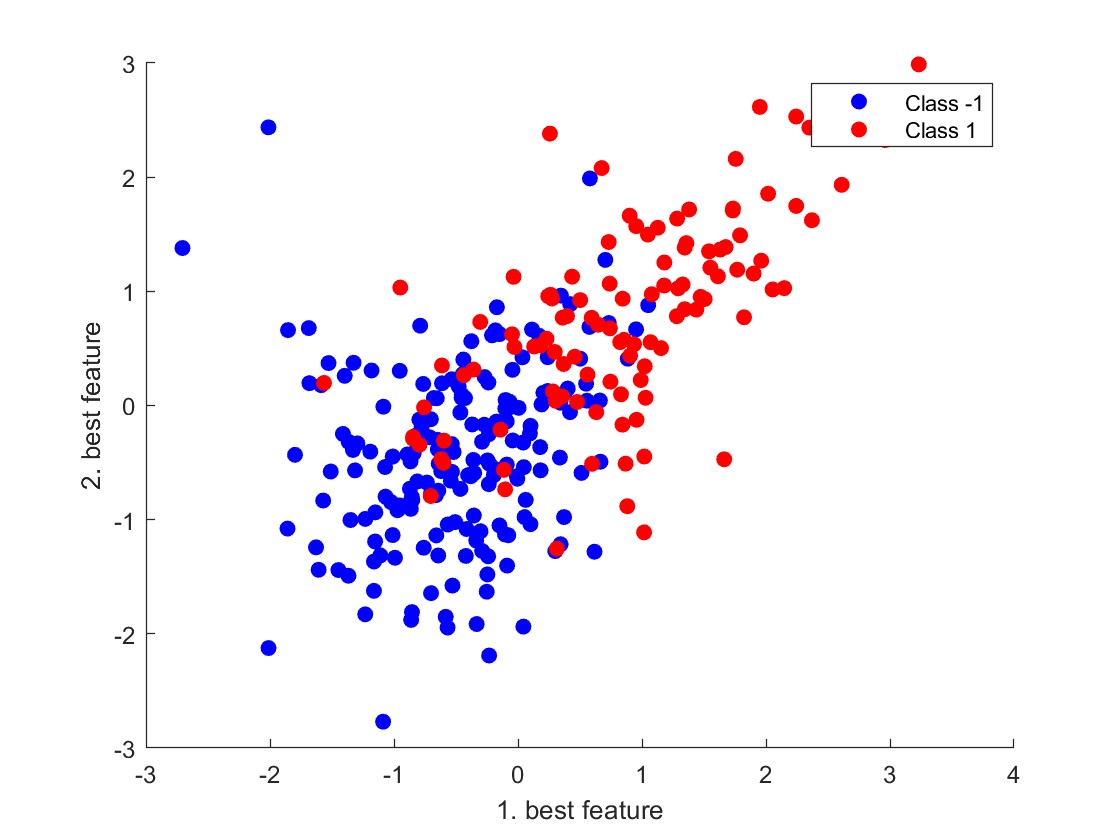 3
2
1
0
-1
-2
-3
2. best feature
-3 -2 -1 0 1 2 3 4
1. best feature
Class -1
Class 1